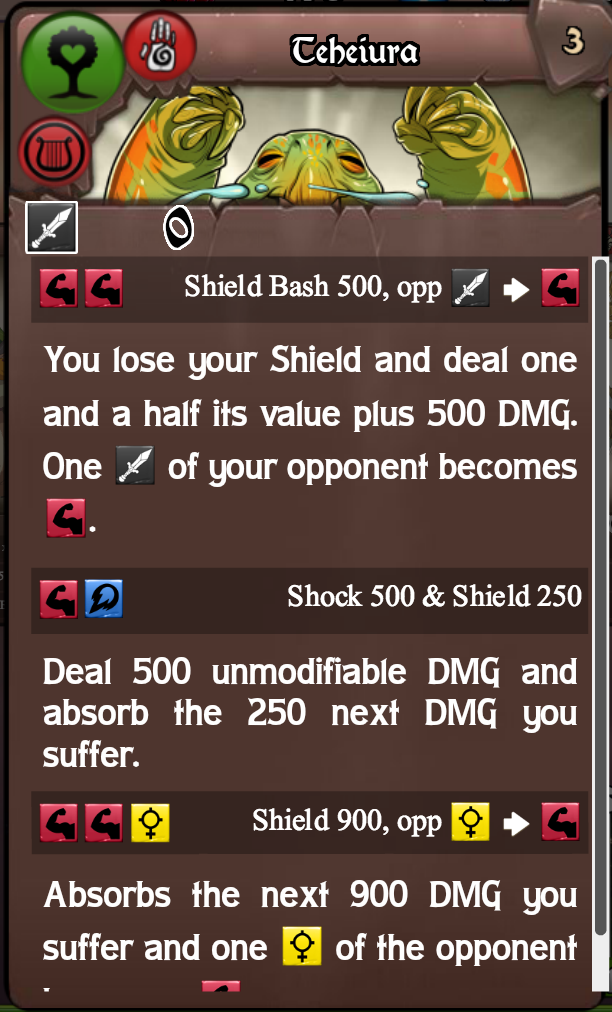 Teheiura
3
0
Shield Bash 500, opp
You lose your Shield and deal one
and a half its value plus 500 DMG.
One of your opponent becomes
.
Shock 500 & Shield 250
Deal 500 unmodifiable DMG and
absorb the 250 next DMG you
suffer.
Shield 900, opp
Absorbs the next 900 DMG you
suffer and one of the opponent